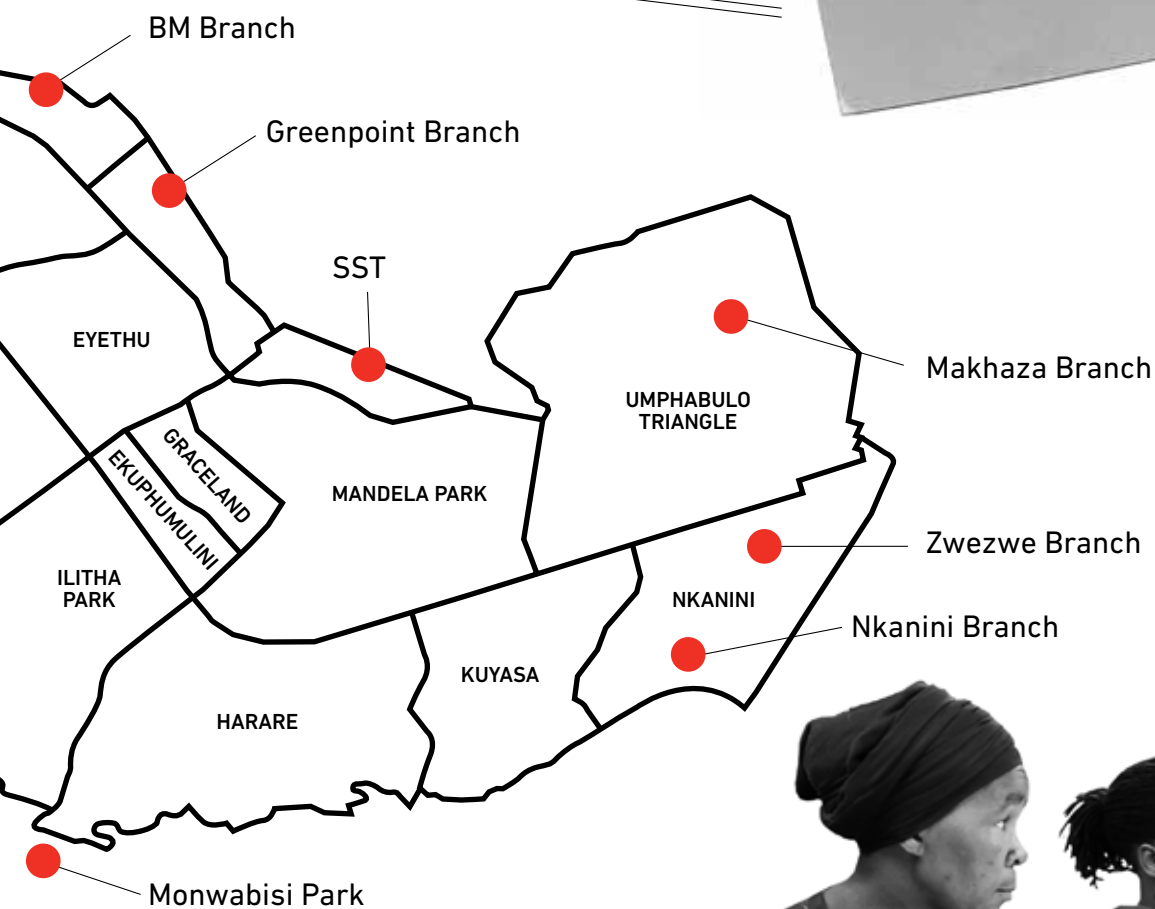 BM Branch
Greenpoint Branch
SST
EYETHU
Makhaza Branch
UMPHABULO
TRIANGLE
GRACELAND
EKUPHUMULINI
MANDELA PARK
Zwezwe Branch
ILITHA
PARK
NKANINI
Nkanini Branch
KUYASA
HARARE
Monwabisi Park